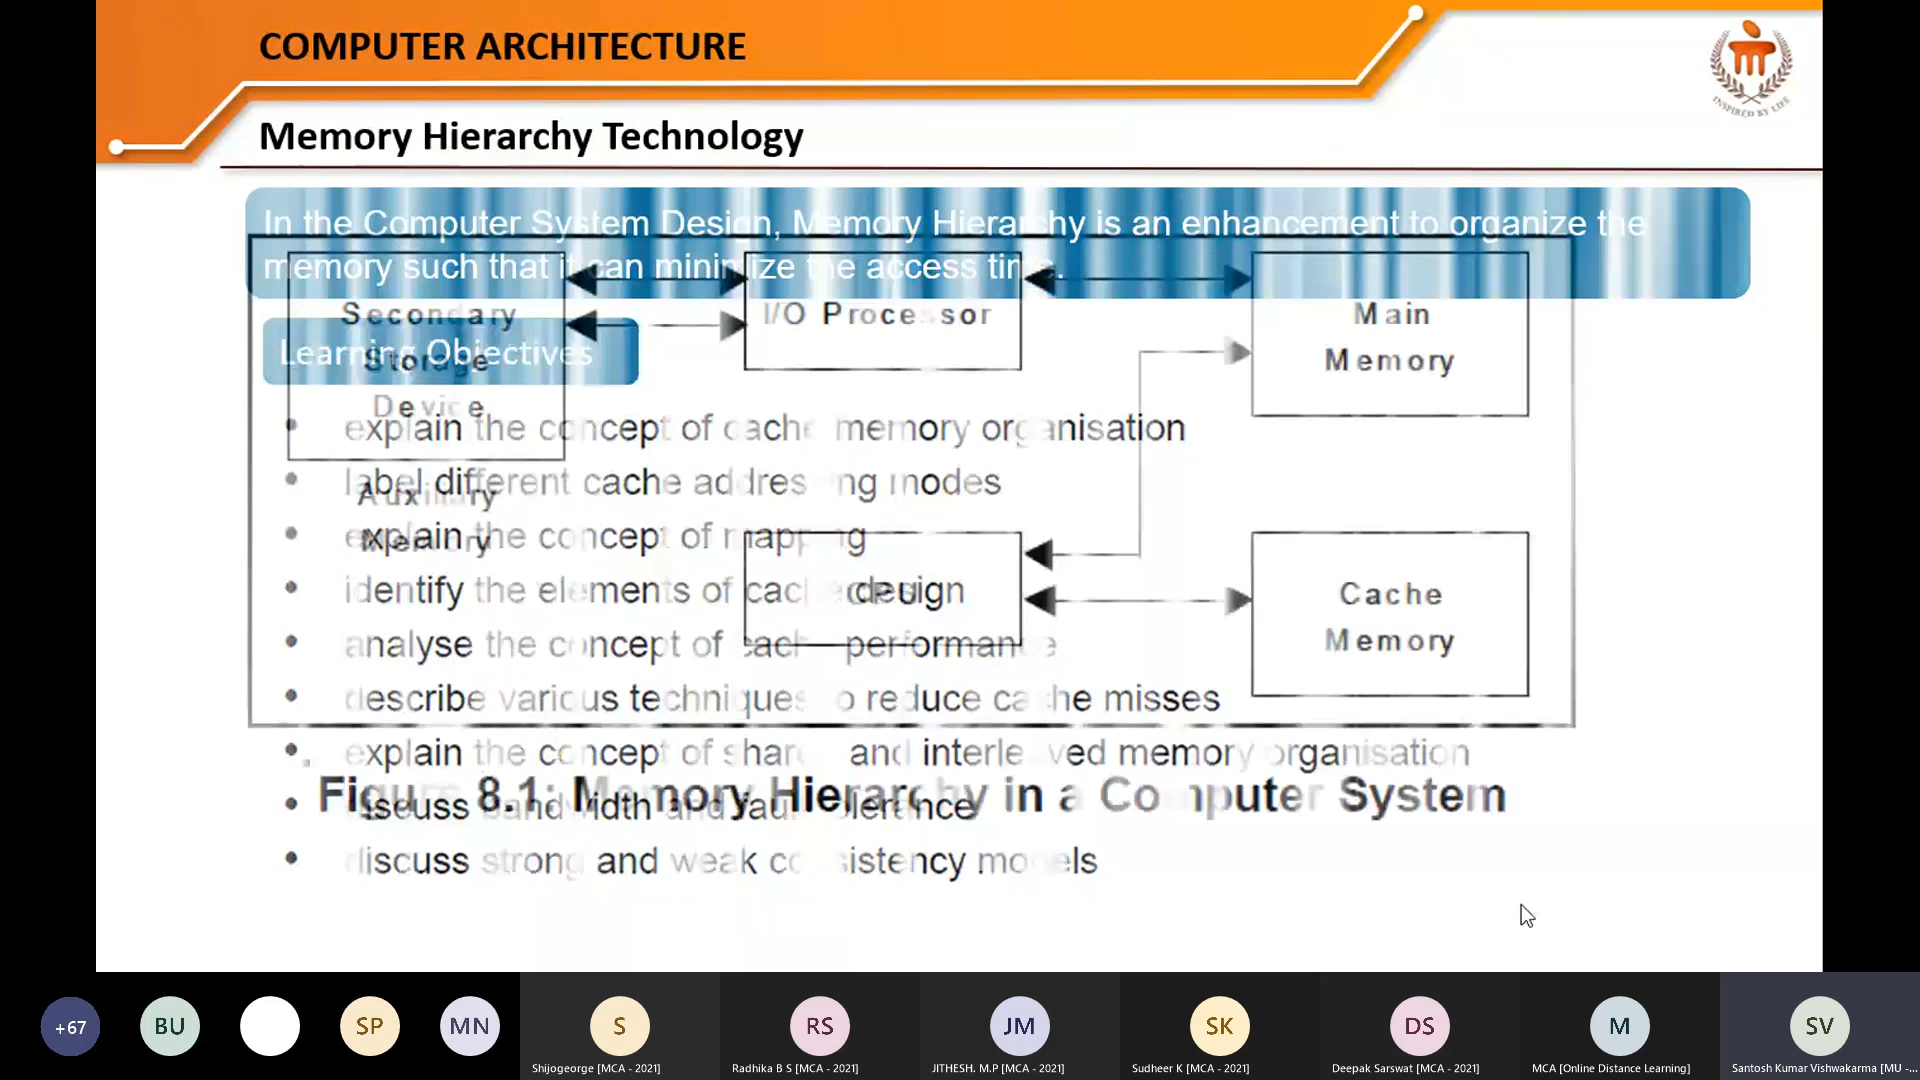 COMPUTER ARCHITECTURE
INSPIRED BY LIFE
Memory Hierarchy Technology
In the Computer System Design, Memory Hierarchy is an enhancement to organize the
memory such that it can minimize the access time.
Learning Objectives
• explain the concept of cache memory organisation
• label different cache addressing modes
• explain the concept of mapping
• identify the elements of cache design
• analyse the concept of cache performance
• describe various techniques to reduce cache misses
• explain the concept of shared and interleaved memory organisation
• discuss bandwidth and fault tolerance
• discuss strong and weak consistency models
Secondary
Storage
Device
Auxiliary
Memory
I/O Processor
Main
Memory
CPU
Cache
Memory
Figure 8.1: Memory Hierarchy in a Computer System
+67
BU
SP
MN
S
RS
JM
SK
DS
M
SV
Shijogeorge [MCA - 2021]
Radhika B S [MCA - 2021]
JITHESH. M.P [MCA - 2021]
Sudheer K [MCA - 2021]
Deepak Sarswat [MCA - 2021]
MCA [Online Distance Learning]
Santosh Kumar Vishwakarma [MU -...